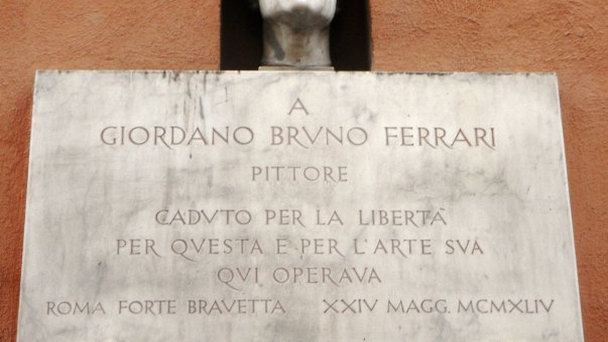 A
GIORDANO BRVNO FERRARI
PITTORE
CADVTO PER LA LIBERTÀ
PER QVESTA E PER L'ARTE SVA
QVI OPERAVA
ROMA FORTE BRAVETTA XXIV MAGG. MCMXLIV